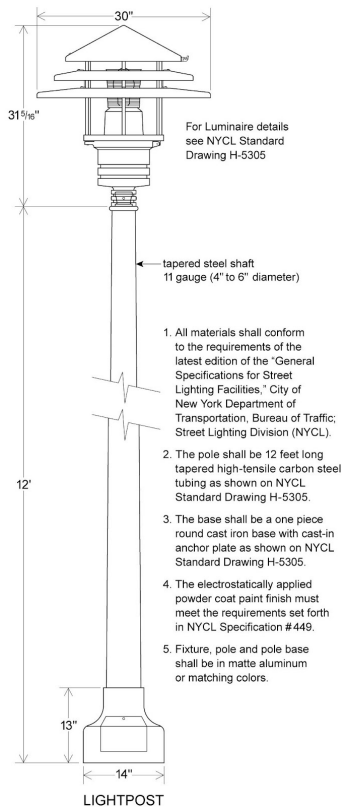 30"
31 5/16"
For Luminaire details
see NYCL Standard
Drawing H-5305
tapered steel shaft
11 gauge (4" to 6" diameter)
1. All materials shall conform
to the requirements of the
latest edition of the “General
Specifications for Street
Lighting Facilities,” City of
New York Department of
Transportation, Bureau of Traffic;
Street Lighting Division (NYCL).
2. The pole shall be 12 feet long
tapered high-tensile carbon steel
tubing as shown on NYCL
Standard Drawing H-5305.
3. The base shall be a one piece
round cast iron base with cast-in
anchor plate as shown on NYCL
Standard Drawing H-5305.
4. The electrostatically applied
powder coat paint finish must
meet the requirements set forth
in NYCL Specification #449.
5. Fixture, pole and pole base
shall be in matte aluminum
or matching colors.
12'
13"
14"
LIGHTPOST